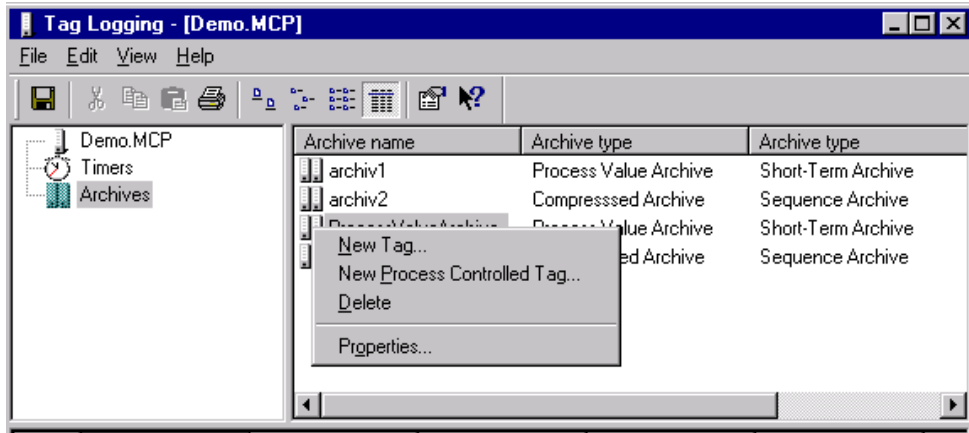 Tag Logging - [Demo.MCP]
File Edit View Help
Demo.MCP
Timers
Archives
Archive name Archive type Archive type
archiv1 Process Value Archive Short-Term Archive
archiv2 Compresssed Archive Sequence Archive
ProcessValueArchive Process Value Archive Short-Term Archive
ed Archive Sequence Archive
New Tag...
New Process Controlled Tag...
Delete
Properties...